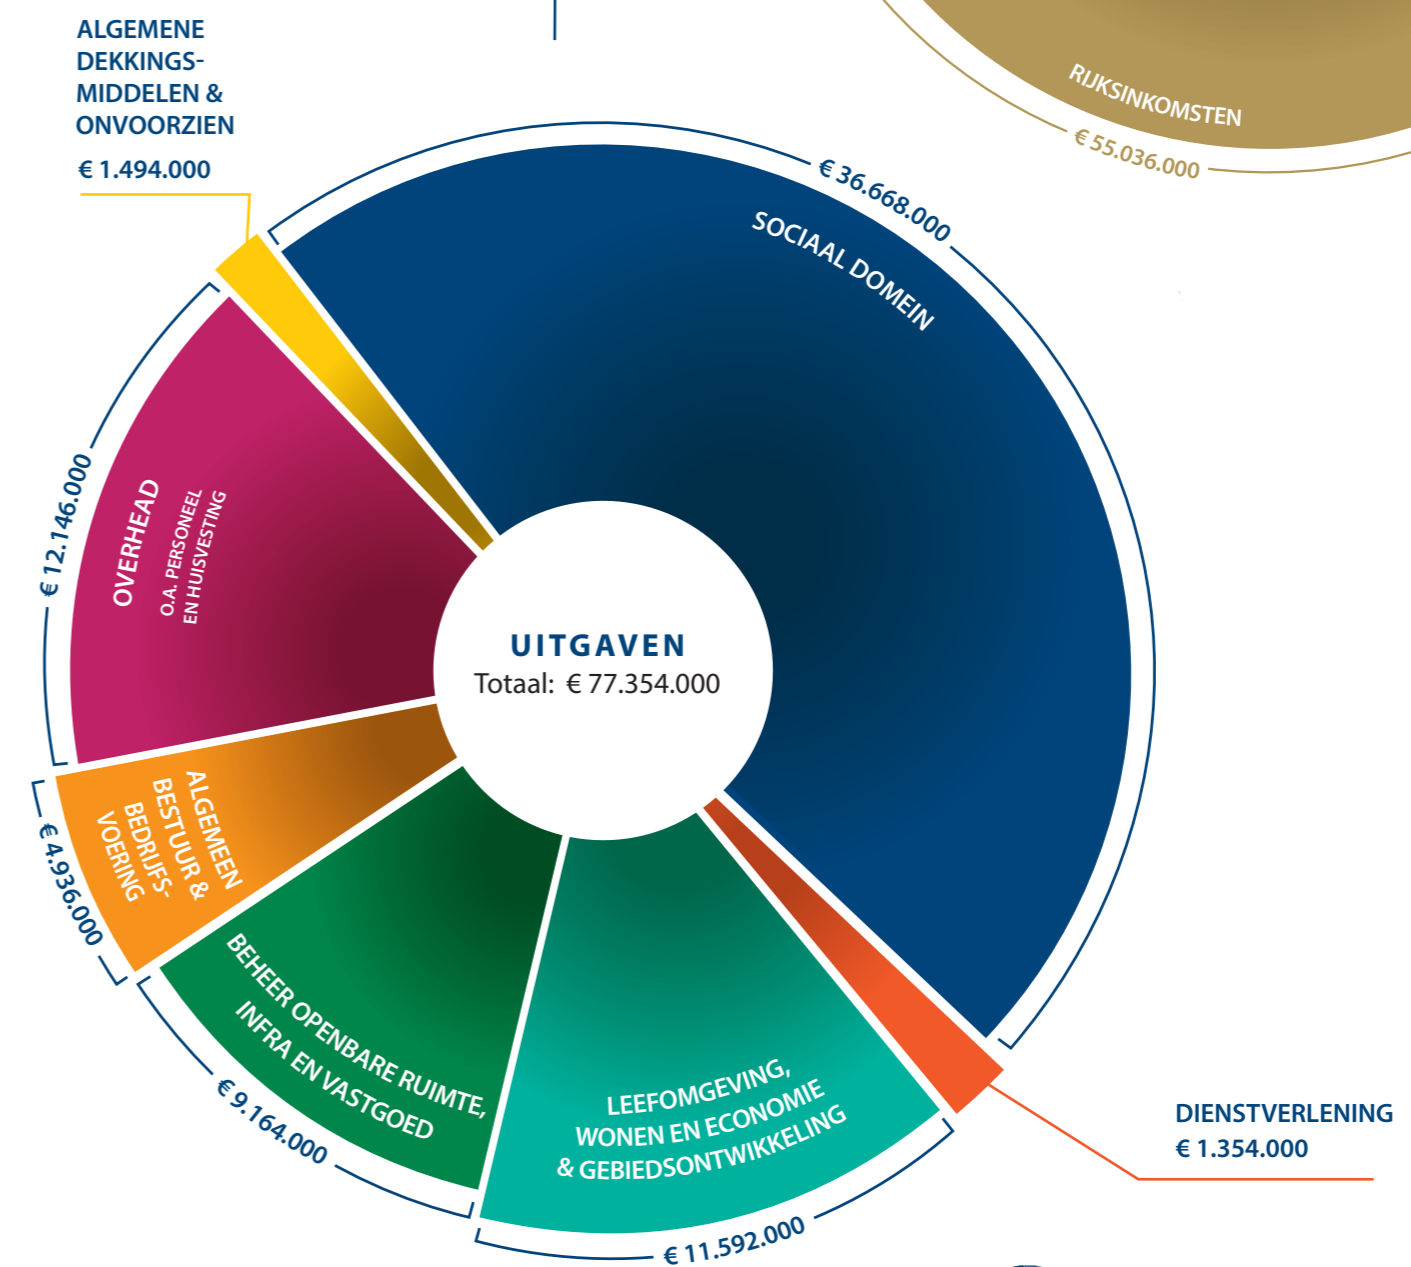 ALGEMENE
DEKKINGS-
MIDDELEN &
ONVOORZIEN
€ 1.494.000
RIJKSINKOMSTEN
€ 55.036.000
€ 36.668.000
SOCIAAL DOMEIN
€ 12.146.000
OVERHEAD
O.A. PERSONEEL
EN HUISVESTING
UITGAVEN
Totaal: € 77.354.000
ALGEMEEN
BESTUUR &
BEDRIJFS-
VOERING
€ 4.936.000
BEHEER OPENBARE RUIMTE,
INFRA EN VASTGOED
€ 9.164.000
LEEFOMGEVING,
WONEN EN ECONOMIE
& GEBIEDSONTWIKKELING
€ 11.592.000
DIENSTVERLENING
€ 1.354.000